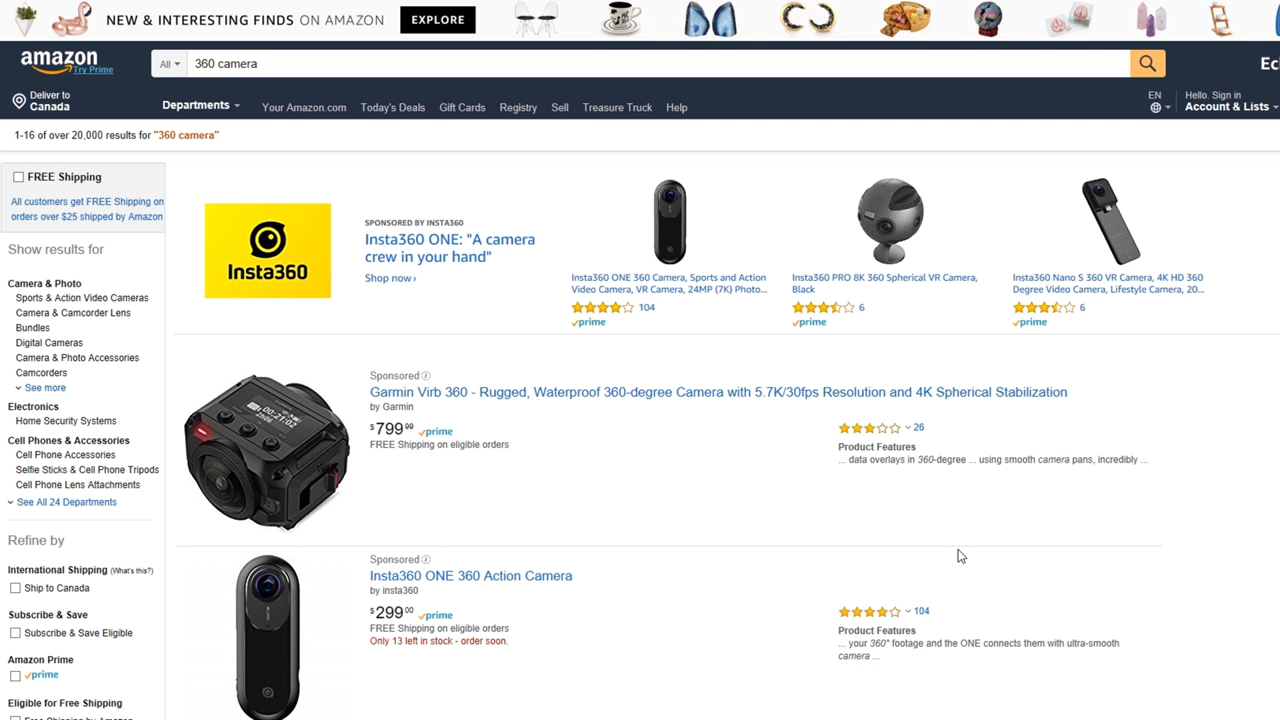 NEW & INTERESTING FINDS ON AMAZON EXPLORE
amazon
Try Prime
All
360 camera
Deliver to
Canada
Departments
Your Amazon.com Today's Deals Gift Cards Registry Sell Treasure Truck Help
EN
Hello. Sign in
Account & Lists
1-16 of over 20,000 results for "360 camera"
FREE Shipping
All customers get FREE Shipping on
orders over $25 shipped by Amazon
Show results for
Camera & Photo
Sports & Action Video Cameras
Camera & Camcorder Lens
Bundles
Digital Cameras
Camera & Photo Accessories
Camcorders
See more
Electronics
Home Security Systems
Cell Phones & Accessories
Cell Phone Accessories
Selfie Sticks & Cell Phone Tripods
Cell Phone Lens Attachments
See All 24 Departments
Refine by
International Shipping (What's this?)
Ship to Canada
Subscribe & Save
Subscribe & Save Eligible
Amazon Prime
prime
Eligible for Free Shipping
Free Shipping by Amazon
Insta360
SPONSORED BY INSTA360
Insta360 ONE: "A camera
crew in your hand"
Shop now ›
Insta360 ONE 360 Camera, Sports and Action
Video Camera, VR Camera, 24MP (7K) Photo...
104
prime
Insta360 PRO 8K 360 Spherical VR Camera,
Black
6
prime
Insta360 Nano S 360 VR Camera, 4K HD 360
Degree Video Camera, Lifestyle Camera, 20...
6
prime
Sponsored
Garmin Virb 360 - Rugged, Waterproof 360-degree Camera with 5.7K/30fps Resolution and 4K Spherical Stabilization
by Garmin
$799 99 prime
FREE Shipping on eligible orders
26
Product Features
... data overlays in 360-degree ... using smooth camera pans, incredibly ...
Sponsored
Insta360 ONE 360 Action Camera
by insta360
$299 00 prime
FREE Shipping on eligible orders
Only 13 left in stock - order soon.
104
Product Features
... your 360° footage and the ONE connects them with ultra-smooth
camera ...